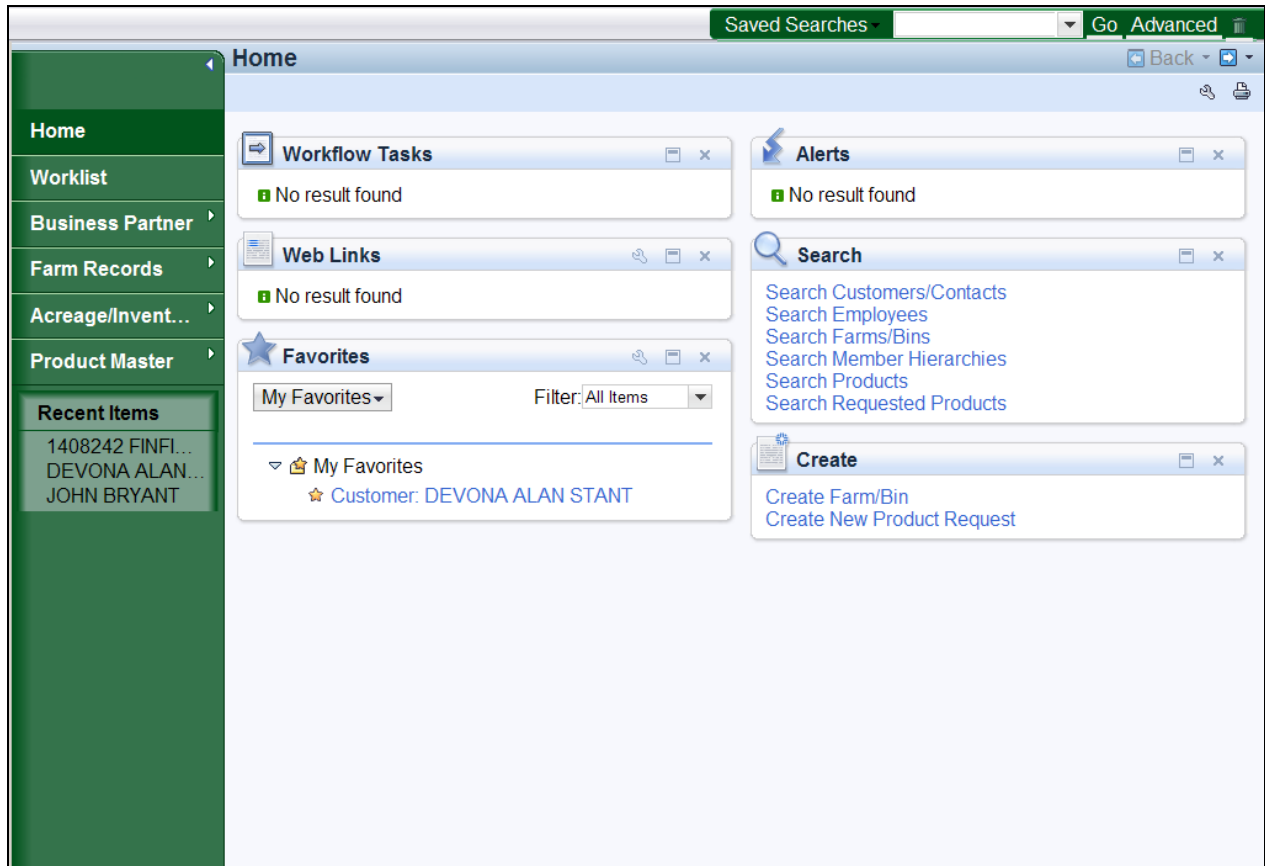 Saved Searches Go Advanced
Home Back
Home
Worklist
Business Partner
Farm Records
Acreage/Invent...
Product Master
Recent Items
1408242 FINFI...
DEVONA ALAN...
JOHN BRYANT
Workflow Tasks
No result found
Web Links
No result found
Favorites
My Favorites Filter: All Items
My Favorites
Customer: DEVONA ALAN STANT
Alerts
No result found
Search
Search Customers/Contacts
Search Employees
Search Farms/Bins
Search Member Hierarchies
Search Products
Search Requested Products
Create
Create Farm/Bin
Create New Product Request